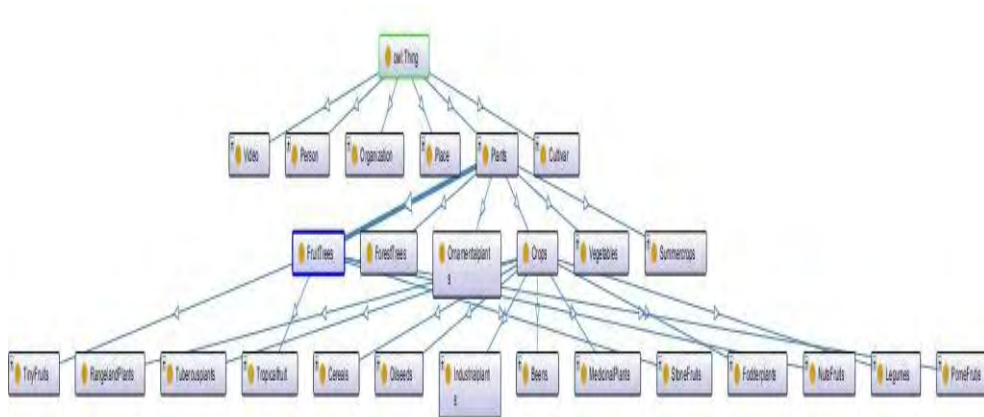 owl:Thing
Video
Person
Organization
Place
Plants
Cultivar
FruitTrees
ForestTrees
Ornamentalplant
s
Crops
Vegetables
Summercrops
TinyFruits
RangelandPlants
Tuberousplants
Tropicalfruit
Cereals
Oilseeds
Industrialplant
s
Beens
MedicinalPlants
StoneFruits
Fodderplants
NutsFruits
Legumes
PomeFruits